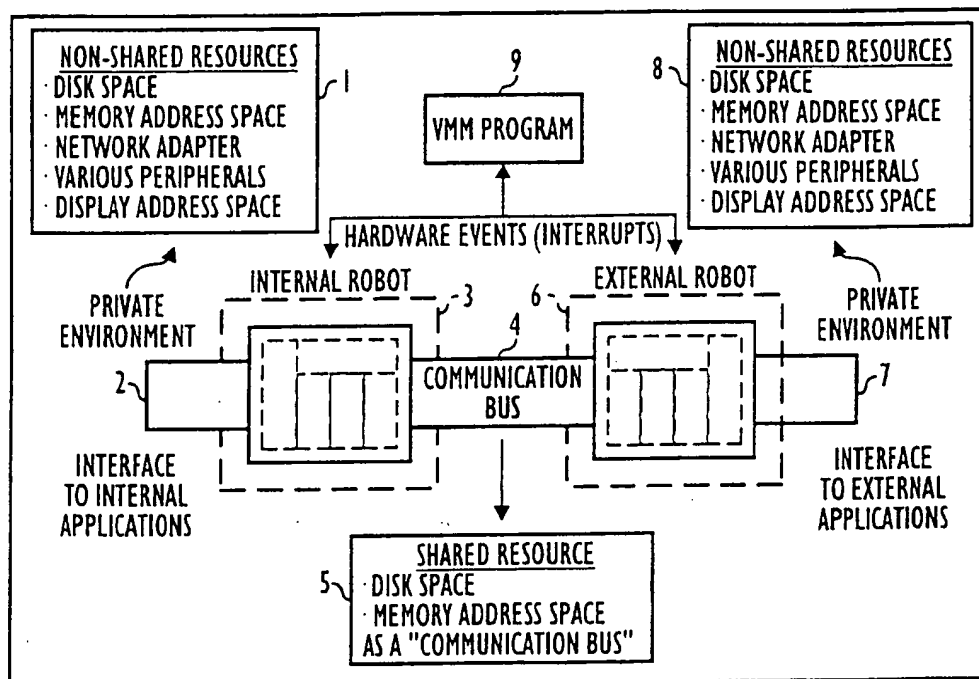 NON-SHARED RESOURCES
· DISK SPACE
· MEMORY ADDRESS SPACE
· NETWORK ADAPTER
· VARIOUS PERIPHERALS
· DISPLAY ADDRESS SPACE
1
9
VMM PROGRAM
8
NON-SHARED RESOURCES
· DISK SPACE
· MEMORY ADDRESS SPACE
· NETWORK ADAPTER
· VARIOUS PERIPHERALS
· DISPLAY ADDRESS SPACE
HARDWARE EVENTS (INTERRUPTS)
PRIVATE
ENVIRONMENT
INTERNAL ROBOT
3
6
EXTERNAL ROBOT
PRIVATE
ENVIRONMENT
2
4
COMMUNICATION
BUS
7
INTERFACE
TO INTERNAL
APPLICATIONS
INTERFACE
TO EXTERNAL
APPLICATIONS
5
SHARED RESOURCE
· DISK SPACE
· MEMORY ADDRESS SPACE
AS A "COMMUNICATION BUS"